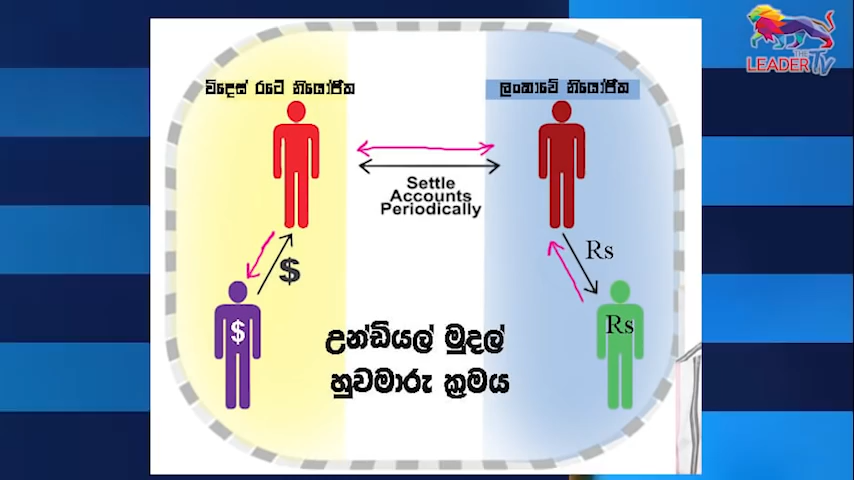 THE
LEADER TV
විදෙස් රටේ නියෝජිත
ලංකාවේ නියෝජිත
Settle
Accounts
Periodically
$
Rs
$
Rs
උන්ඩියල් මුදල්
හුවමාරු ක්‍රමය